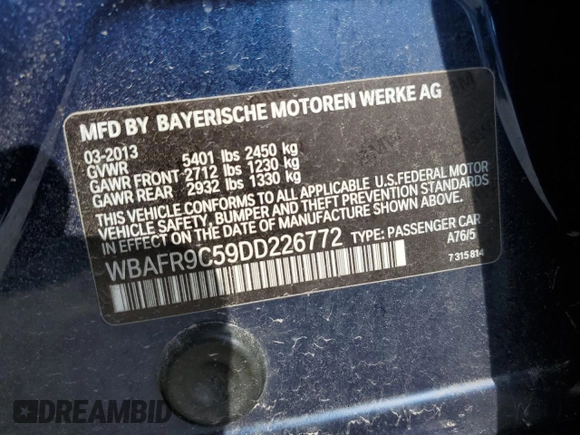 MFD BY BAYERISCHE MOTOREN WERKE AG
03-2013
GVWR 5401 lbs 2450 kg
GAWR FRONT 2712 lbs 1230 kg
GAWR REAR 2932 lbs 1330 kg
THIS VEHICLE CONFORMS TO ALL APPLICABLE U.S.FEDERAL MOTOR
VEHICLE SAFETY, BUMPER AND THEFT PREVENTION STANDARDS
IN EFFECT ON THE DATE OF MANUFACTURE SHOWN ABOVE.
WBAFR9C59DD226772 TYPE: PASSENGER CAR
A76/5
7 315 814
DREAMBID